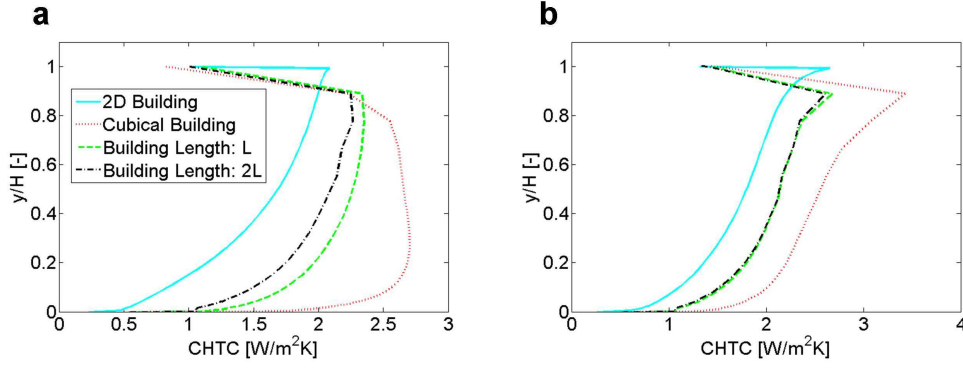 a
1
0.8
0.6
0.4
0.2
0
y/H [-]
2D Building
Cubical Building
Building Length: L
Building Length: 2L
0 0.5 1 1.5 2 2.5 3
CHTC [W/m²K]
b
1
0.8
0.6
0.4
0.2
0
y/H [-]
0 1 2 3 4
CHTC [W/m²K]